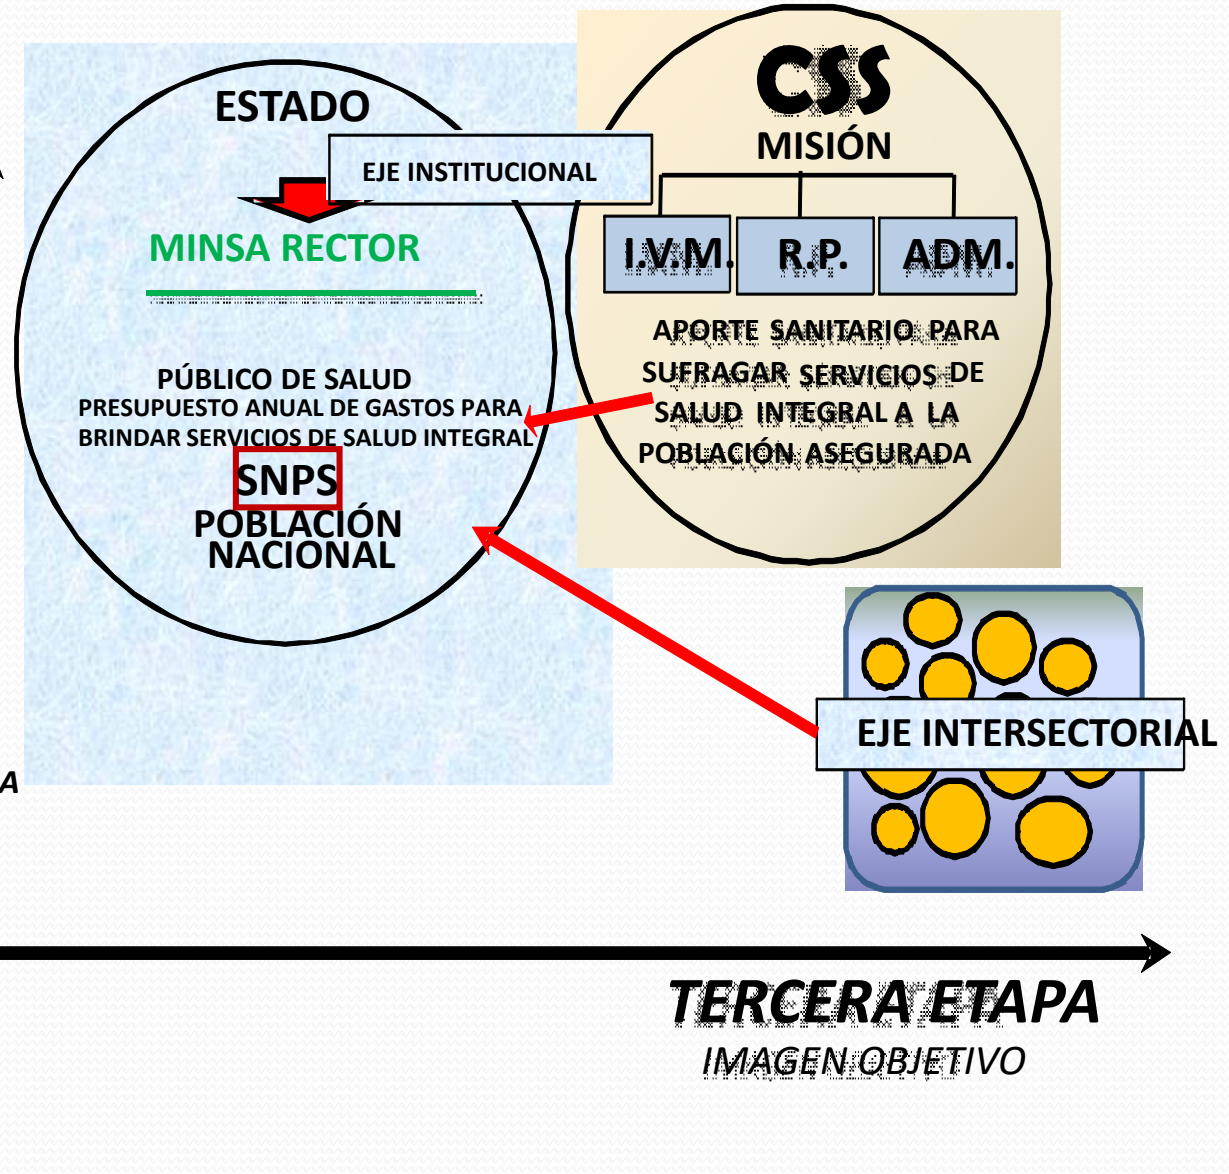 ESTADO
EJE INSTITUCIONAL
MINSA RECTOR
PÚBLICO DE SALUD
PRESUPUESTO ANUAL DE GASTOS PARA
BRINDAR SERVICIOS DE SALUD INTEGRAL
SNPS
POBLACIÓN
NACIONAL
CSS
MISIÓN
I.V.M. R.P. ADM.
APORTE SANITARIO PARA
SUFRAGAR SERVICIOS DE
SALUD INTEGRAL A LA
POBLACIÓN ASEGURADA
EJE INTERSECTORIAL
A
TERCERA ETAPA
IMAGEN OBJETIVO